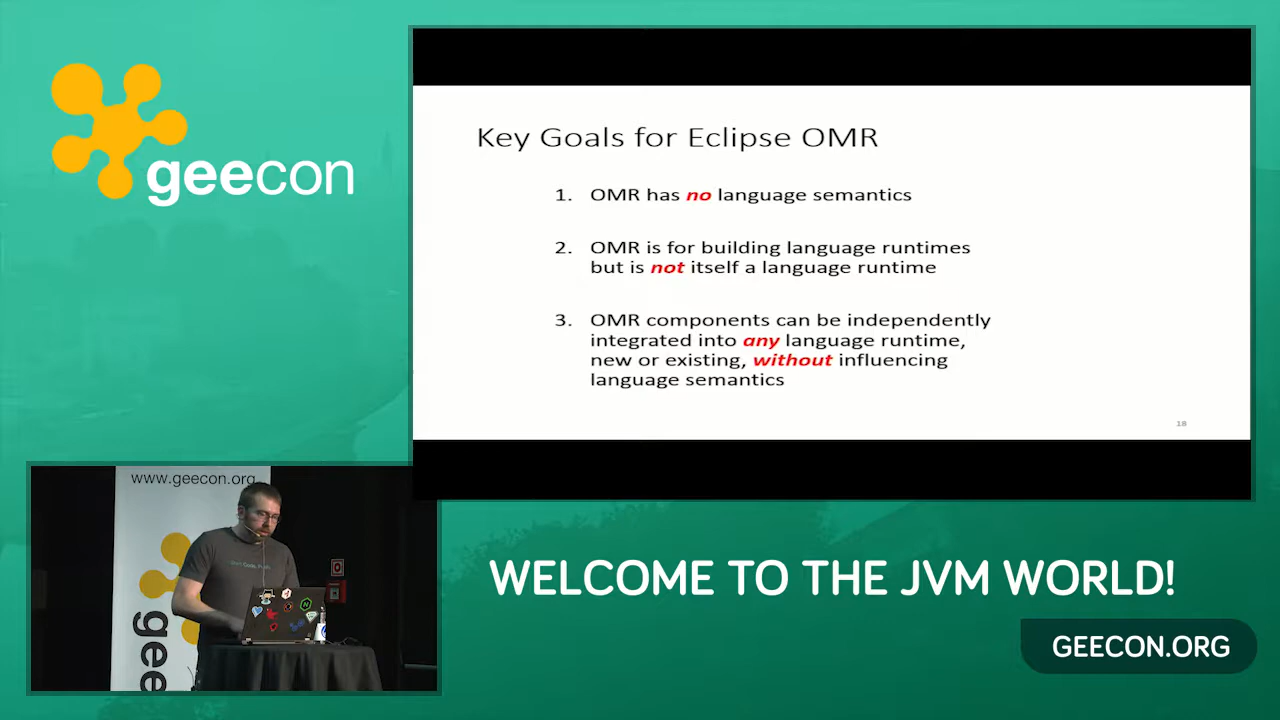 geecon
Key Goals for Eclipse OMR
1. OMR has no language semantics
2. OMR is for building language runtimes
but is not itself a language runtime
3. OMR components can be independently
integrated into any language runtime,
new or existing, without influencing
language semantics
18
www.geecon.org
geec
WELCOME TO THE JVM WORLD!
GEECON.ORG